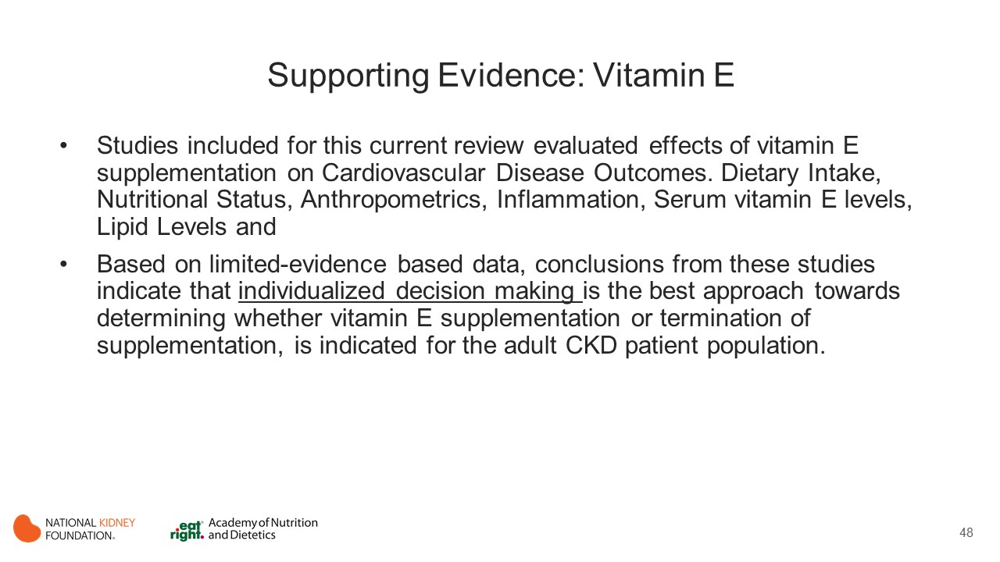 Supporting Evidence: Vitamin E
• Studies included for this current review evaluated effects of vitamin E
supplementation on Cardiovascular Disease Outcomes. Dietary Intake,
Nutritional Status, Anthropometrics, Inflammation, Serum vitamin E levels,
Lipid Levels and
• Based on limited-evidence based data, conclusions from these studies
indicate that individualized decision making is the best approach towards
determining whether vitamin E supplementation or termination of
supplementation, is indicated for the adult CKD patient population.
NATIONAL KIDNEY
FOUNDATION®
eat
right.
Academy of Nutrition
and Dietetics
48